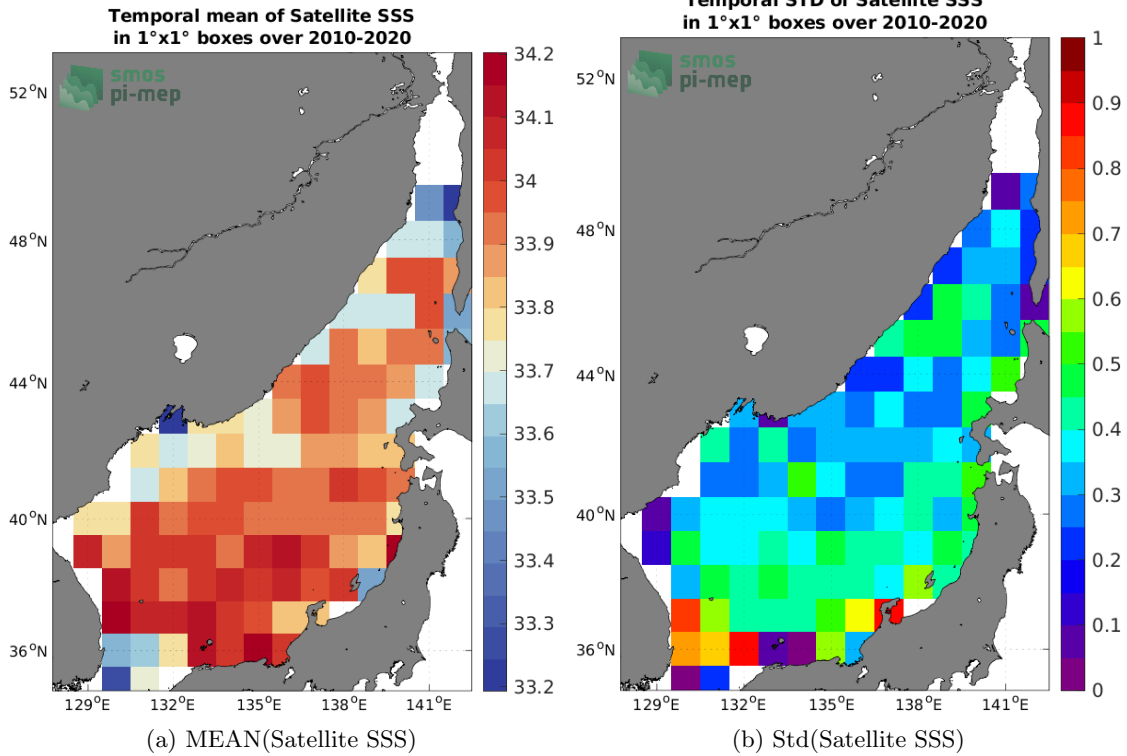 Temporal mean of Satellite SSS
in 1°x1° boxes over 2010-2020
smos
pi-mep
52°N
48°N
44°N
40°N
36°N
129°E
132°E
135°E
138°E
141°E
34.2
34.1
34
33.9
33.8
33.7
33.6
33.5
33.4
33.3
33.2
(a) MEAN(Satellite SSS)
Temporal STD of Satellite SSS
in 1°x1° boxes over 2010-2020
smos
pi-mep
52°N
48°N
44°N
40°N
36°N
129°E
132°E
135°E
138°E
141°E
1
0.9
0.8
0.7
0.6
0.5
0.4
0.3
0.2
0.1
0
(b) Std(Satellite SSS)